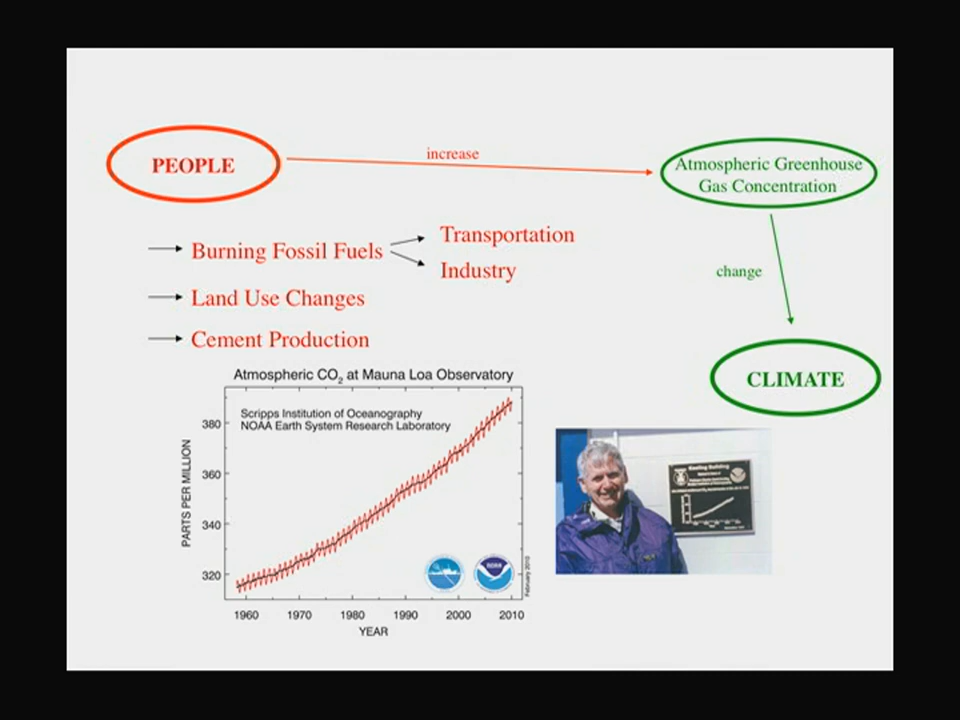 PEOPLE
increase
Atmospheric Greenhouse
Gas Concentration
Burning Fossil Fuels
Transportation
Industry
change
Land Use Changes
Cement Production
CLIMATE
Atmospheric CO2 at Mauna Loa Observatory
Scripps Institution of Oceanography
NOAA Earth System Research Laboratory
PARTS PER MILLION
380
360
340
320
1960 1970 1980 1990 2000 2010
YEAR
February 2010
NOAA
Keeling Building